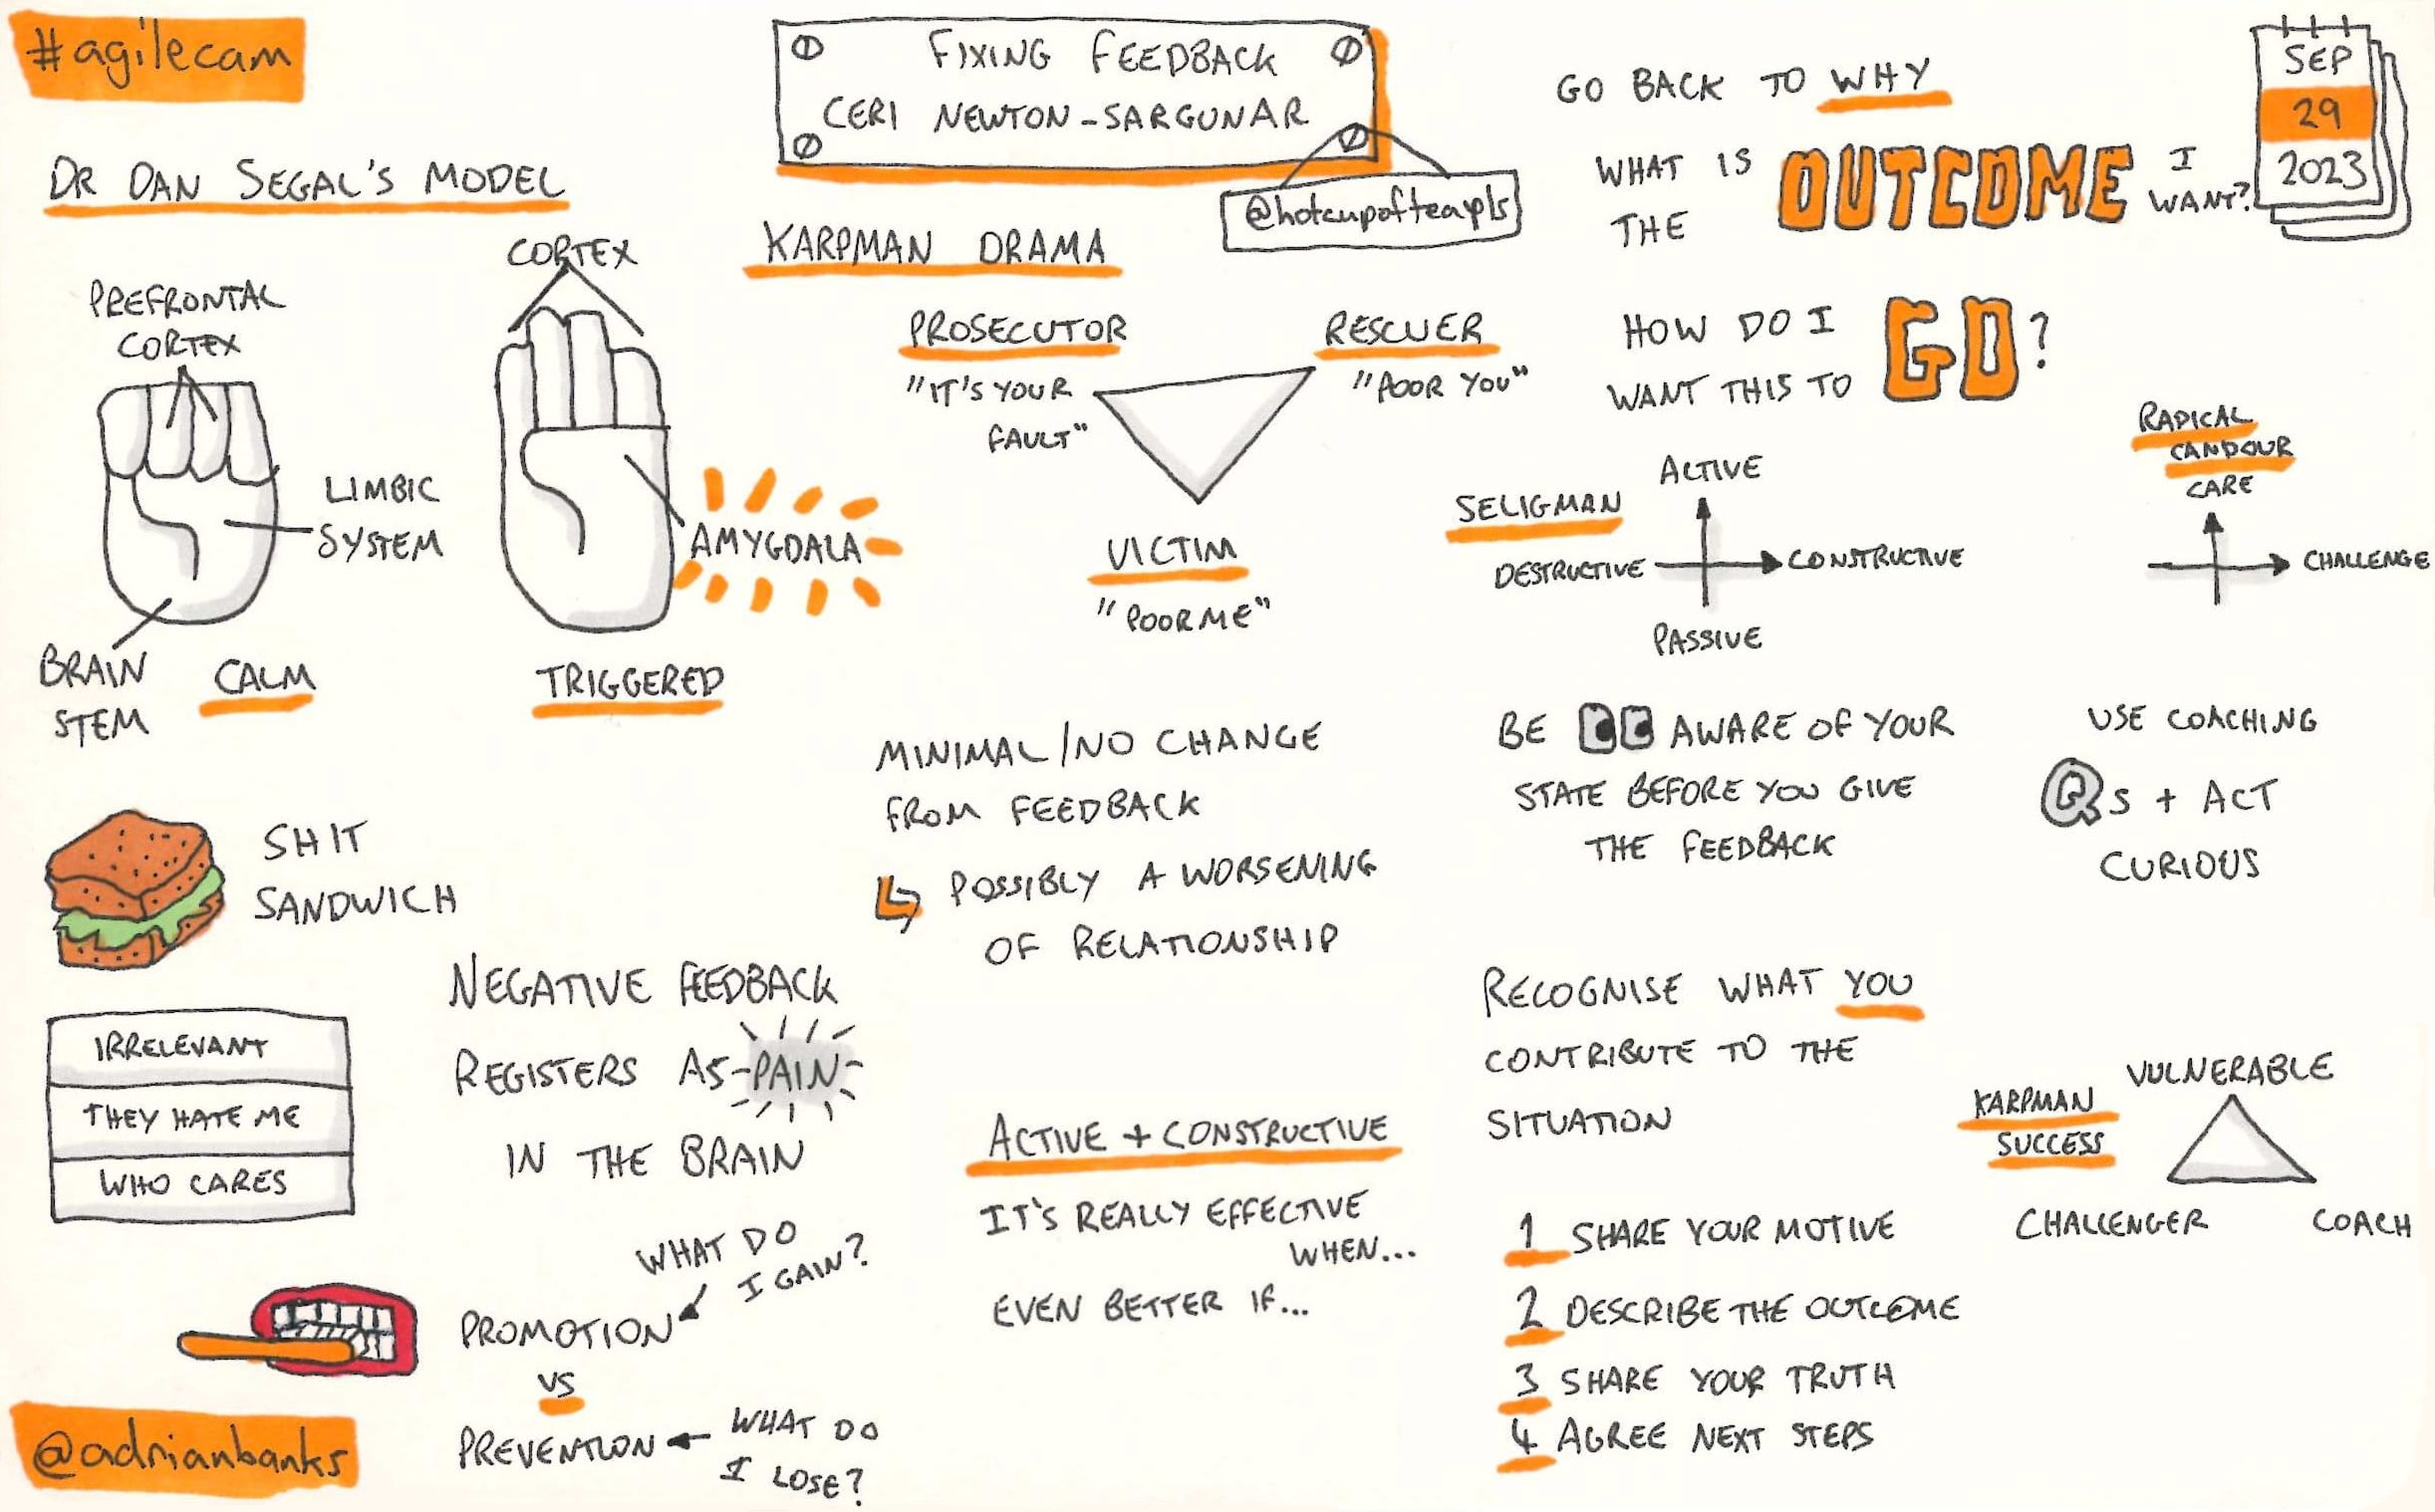 #agilecam
FIXING FEEDBACK
CERI NEWTON-SARGUNAR
@hotcupofteapls
SEP
29
2023
DR DAN SEGAL'S MODEL
PREFRONTAL
CORTEX
LIMBIC
SYSTEM
BRAIN
STEM
CALM
CORTEX
AMYGDALA
TRIGGERED
SHIT
SANDWICH
IRRELEVANT
THEY HATE ME
WHO CARES
NEGATIVE FEEDBACK
REGISTERS AS PAIN
IN THE BRAIN
WHAT DO
I GAIN?
PROMOTION
VS
PREVENTION
WHAT DO
I LOSE?
@adrianbanks
KARPMAN DRAMA
PROSECUTOR
"IT'S YOUR
FAULT"
RESCUER
"POOR YOU"
VICTIM
"POOR ME"
MINIMAL/NO CHANGE
FROM FEEDBACK
POSSIBLY A WORSENING
OF RELATIONSHIP
ACTIVE + CONSTRUCTIVE
IT'S REALLY EFFECTIVE
WHEN...
EVEN BETTER IF...
GO BACK TO WHY
WHAT IS
THE
OUTCOME
I
WANT?
HOW DO I
WANT THIS TO
GO?
SELIGMAN
ACTIVE
DESTRUCTIVE
CONSTRUCTIVE
PASSIVE
RADICAL
CANDOUR
CARE
CHALLENGE
BE AWARE OF YOUR
STATE BEFORE YOU GIVE
THE FEEDBACK
USE COACHING
Qs + ACT
CURIOUS
RECOGNISE WHAT YOU
CONTRIBUTE TO THE
SITUATION
KARPMAN
SUCCESS
VULNERABLE
CHALLENGER
COACH
1 SHARE YOUR MOTIVE
2 DESCRIBE THE OUTCOME
3 SHARE YOUR TRUTH
4 AGREE NEXT STEPS